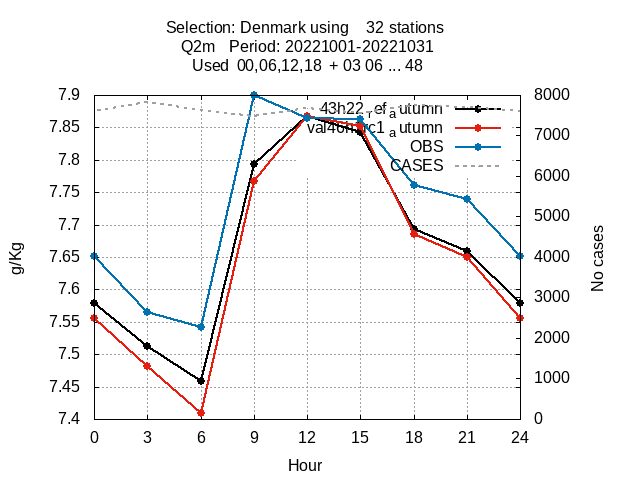 Selection: Denmark using 32 stations
Q2m Period: 20221001-20221031
Used 00,06,12,18 + 03 06 ... 48
7.9
7.85
7.8
7.75
7.7
7.65
7.6
7.55
7.5
7.45
7.4
g/Kg
43h22 ref autumn
OBS
CASES
8000
7000
6000
5000
4000
3000
2000
1000
0
No cases
0 3 6 9 12 15 18 21 24
Hour